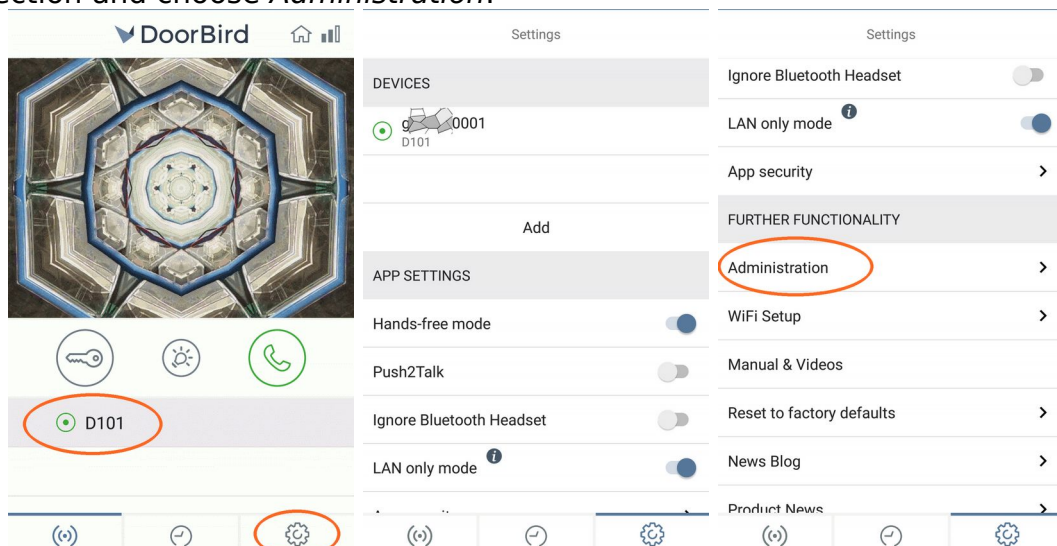 ection and choose Administration.
DoorBird
D101
Settings
DEVICES
0001
D101
Add
APP SETTINGS
Hands-free mode
Push2Talk
Ignore Bluetooth Headset
LAN only mode
Settings
Ignore Bluetooth Headset
LAN only mode
App security
FURTHER FUNCTIONALITY
Administration
WiFi Setup
Manual & Videos
Reset to factory defaults
News Blog
Product News